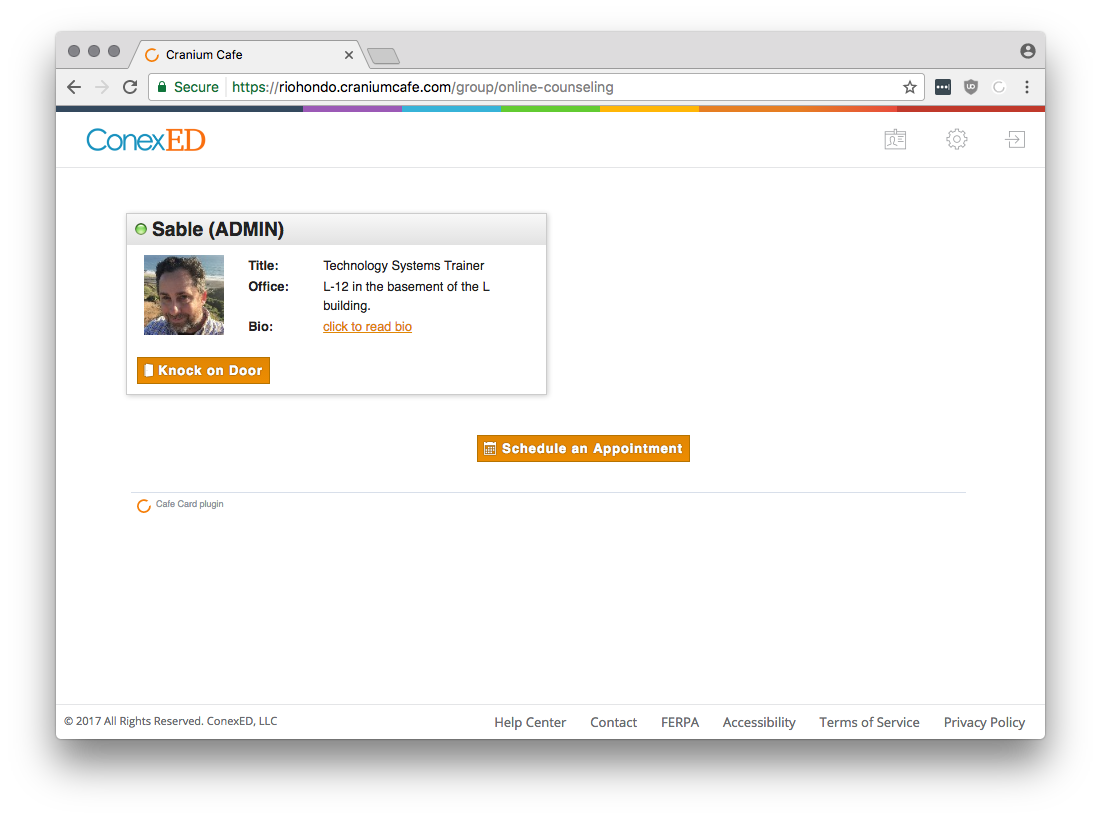 Cranium Cafe
Secure https://riohondo.craniumcafe.com/group/online-counseling
ConexED
Sable (ADMIN)
Title: Technology Systems Trainer
Office: L-12 in the basement of the L
building.
Bio: click to read bio
Knock on Door
Schedule an Appointment
Cafe Card plugin
© 2017 All Rights Reserved. ConexED, LLC Help Center Contact FERPA Accessibility Terms of Service Privacy Policy